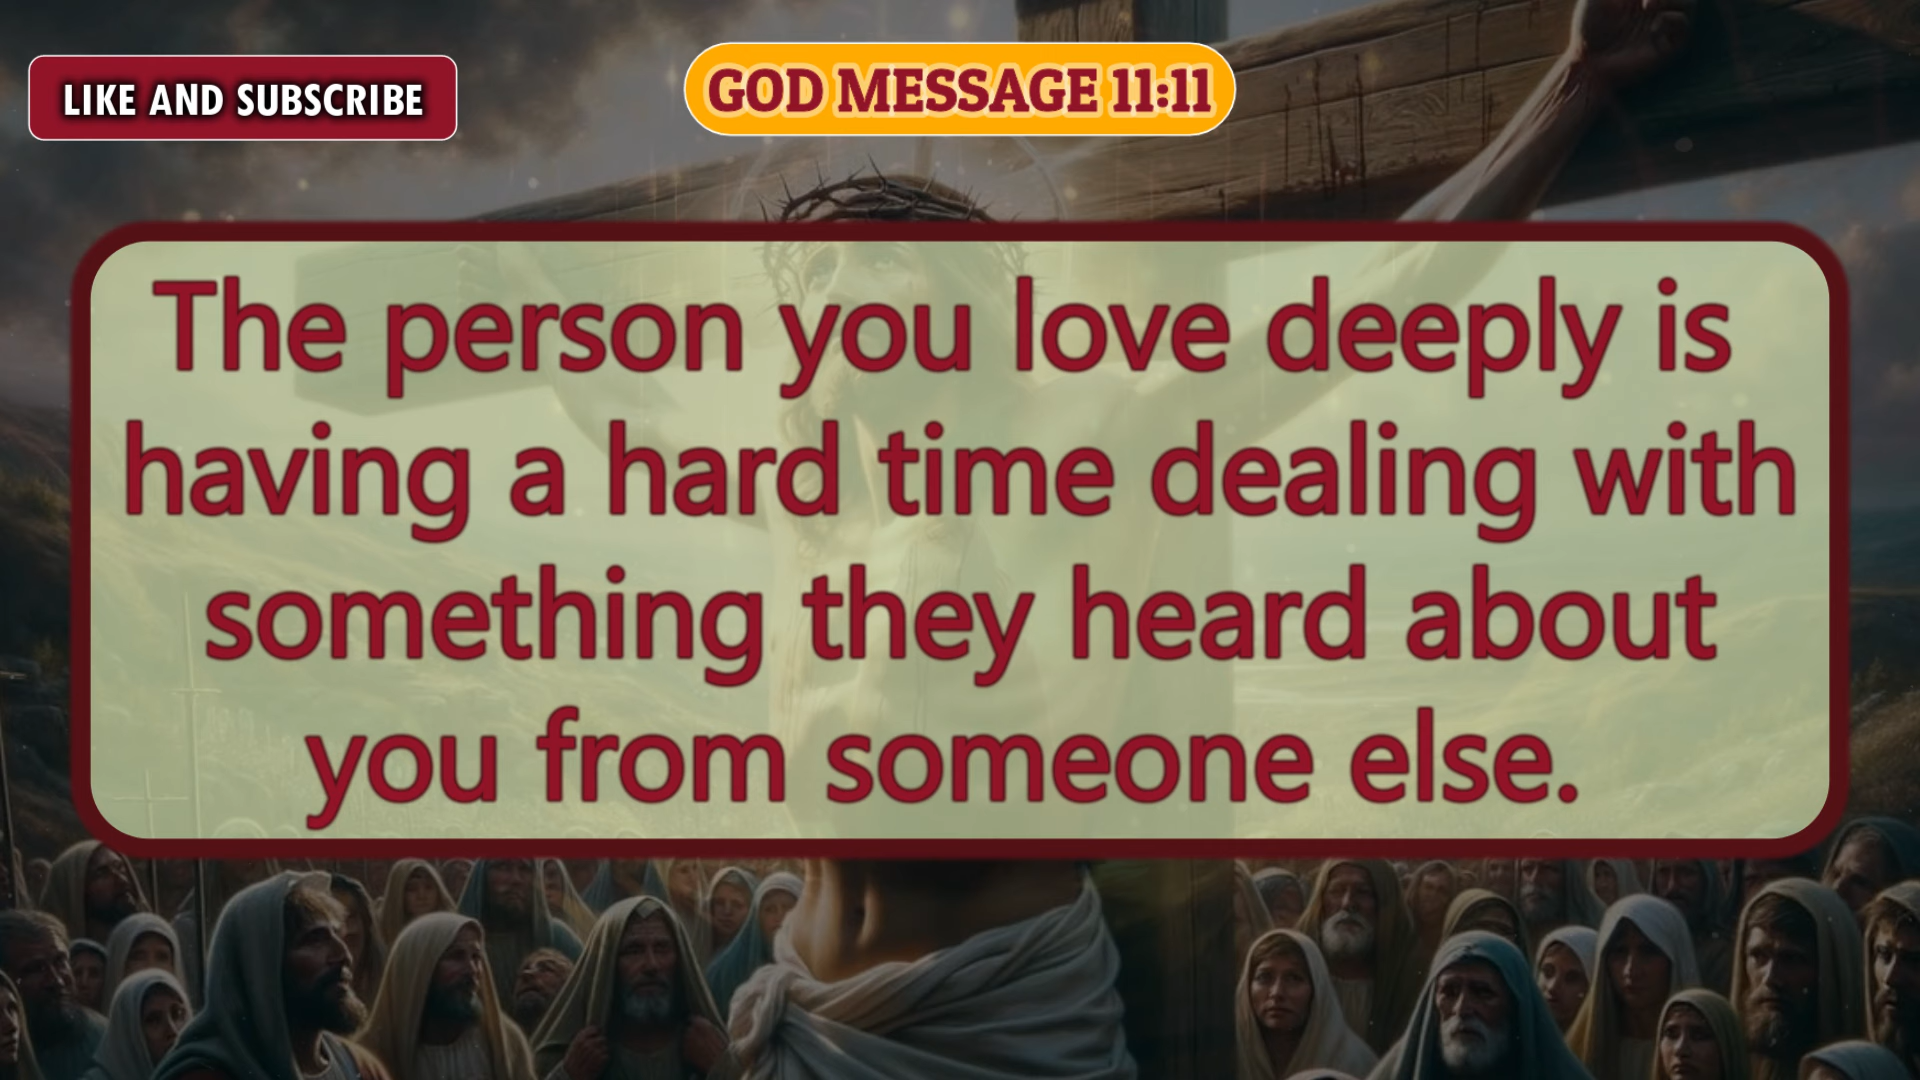 LIKE AND SUBSCRIBE
GOD MESSAGE 11:11
The person you love deeply is
having a hard time dealing with
something they heard about
you from someone else.